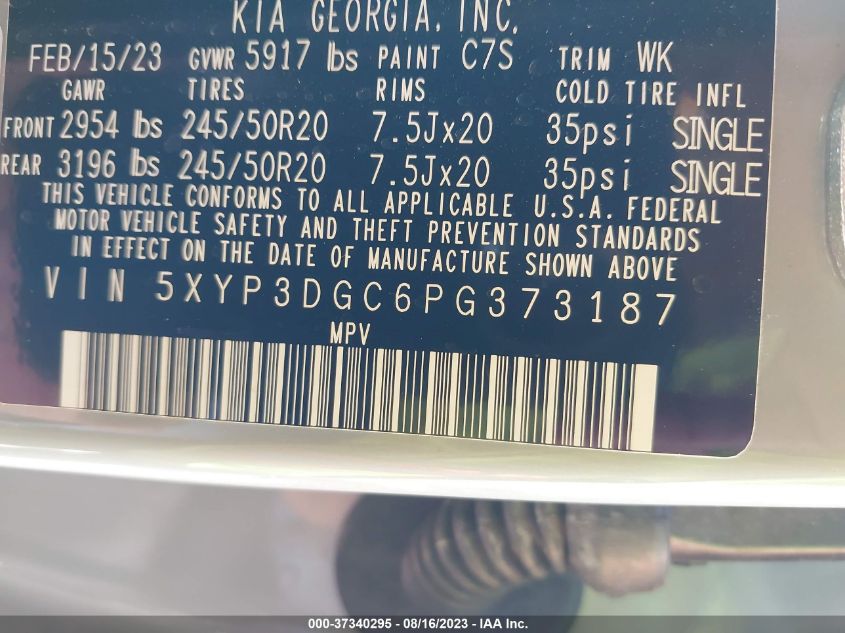 KIA GEORGIA, INC.
FEB/15/23 GVWR 5917 lbs PAINT C7S TRIM WK
GAWR TIRES RIMS COLD TIRE INFL
FRONT 2954 lbs 245/50R20 7.5Jx20 35psi SINGLE
REAR 3196 lbs 245/50R20 7.5Jx20 35psi SINGLE
THIS VEHICLE CONFORMS TO ALL APPLICABLE U.S.A. FEDERAL
MOTOR VEHICLE SAFETY AND THEFT PREVENTION STANDARDS
IN EFFECT ON THE DATE OF MANUFACTURE SHOWN ABOVE
VIN 5XYP3DGC6PG373187
MPV
000-37340295 - 08/16/2023 - IAA Inc.